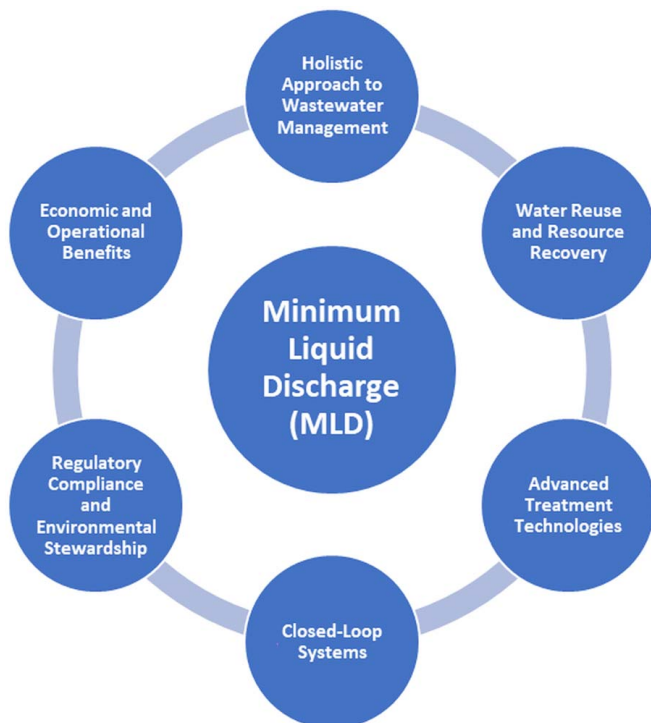 Holistic
Approach to
Wastewater
Management
Economic and
Operational
Benefits
Water Reuse
and Resource
Recovery
Minimum
Liquid
Discharge
(MLD)
Regulatory
Compliance
and
Environmental
Stewardship
Advanced
Treatment
Technologies
Closed-Loop
Systems